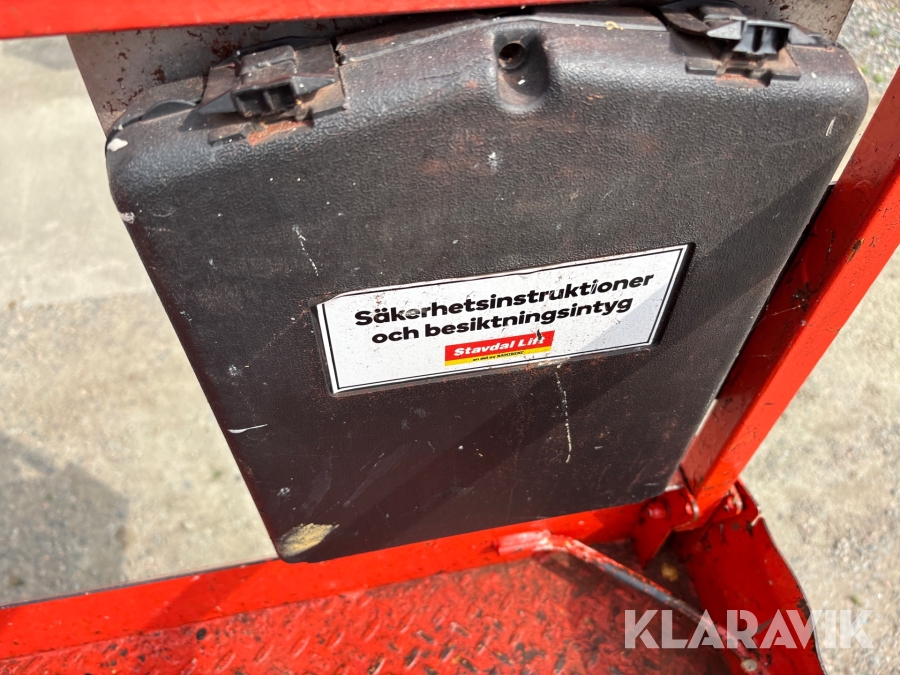 Säkerhetsinstruktioner
och besiktningsintyg
Stavdal Lift
KLARAVIK